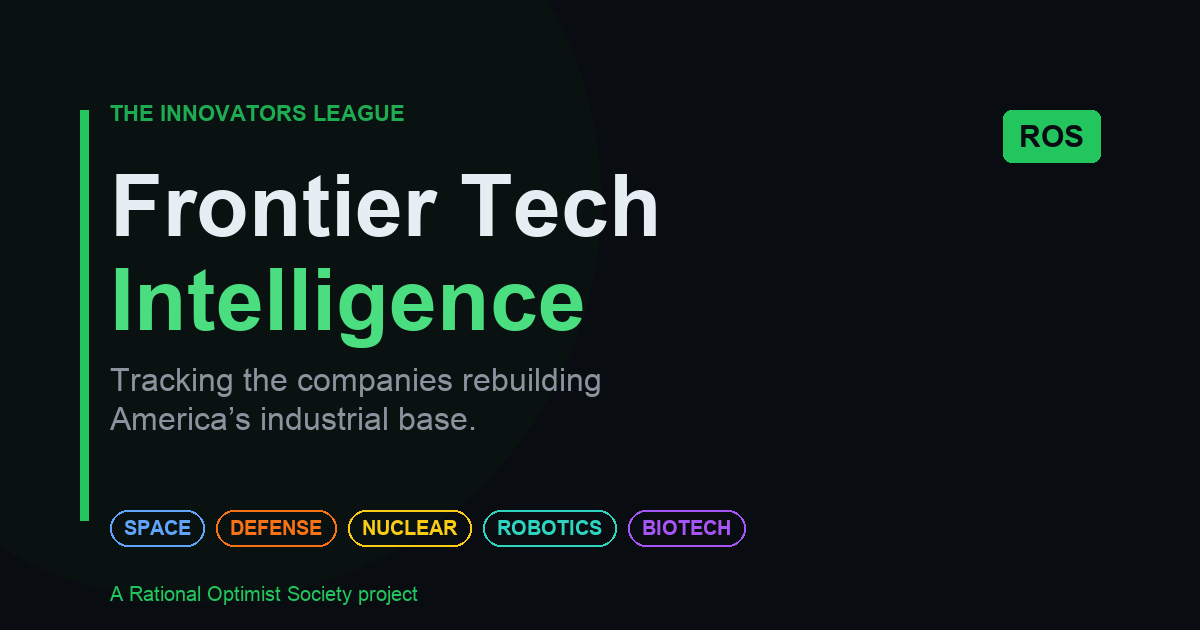 THE INNOVATORS LEAGUE
ROS
Frontier Tech
Intelligence
Tracking the companies rebuilding
America’s industrial base.
SPACE DEFENSE NUCLEAR ROBOTICS BIOTECH
A Rational Optimist Society project